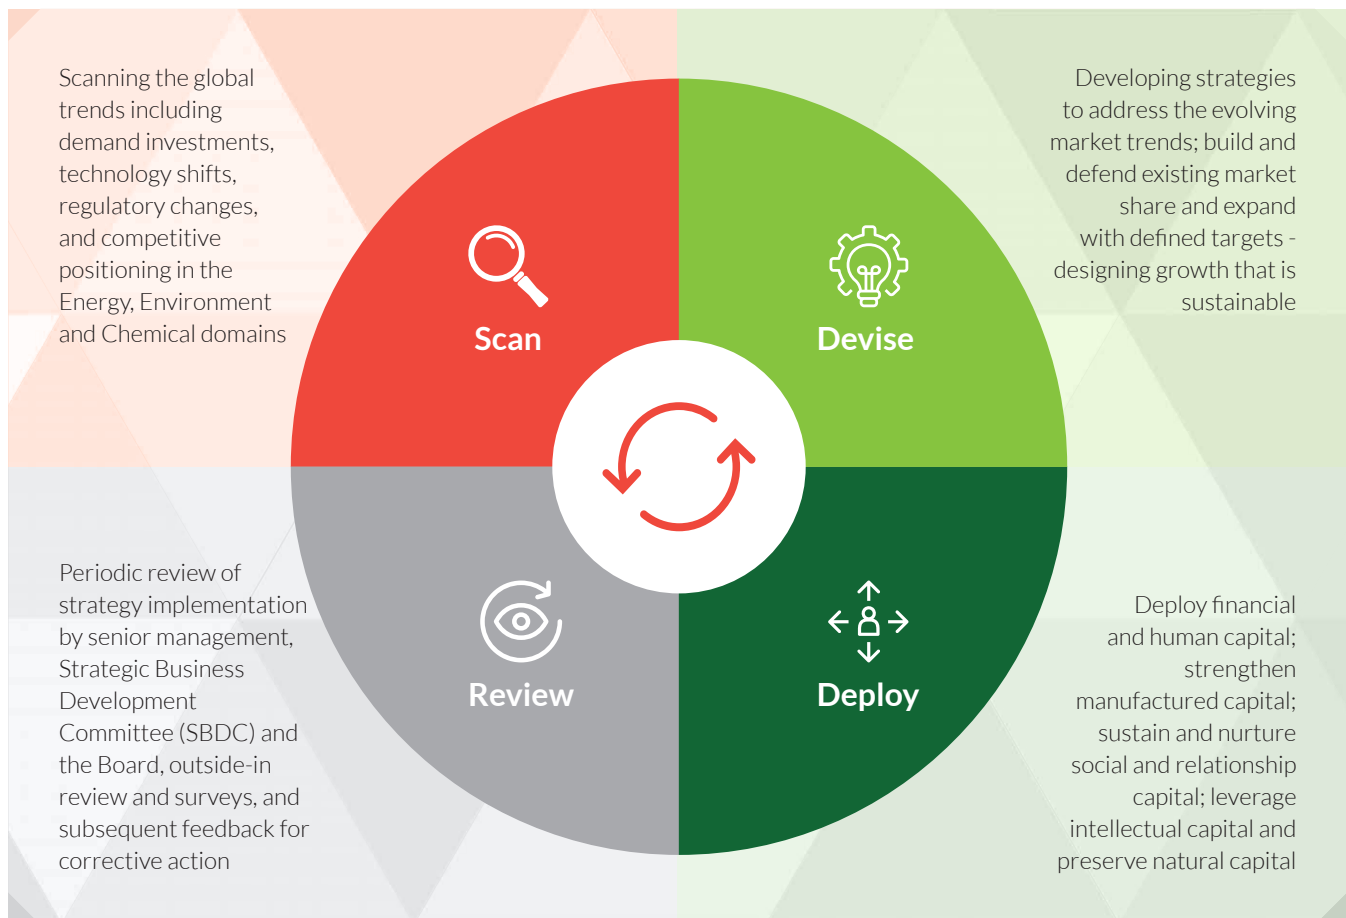 Scanning the global
trends including
demand investments,
technology shifts,
regulatory changes,
and competitive
positioning in the
Energy, Environment
and Chemical domains
Scan
Developing strategies
to address the evolving
market trends; build and
defend existing market
share and expand
with defined targets -
designing growth that is
sustainable
Devise
Periodic review of
strategy implementation
by senior management,
Strategic Business
Development
Committee (SBDC) and
the Board, outside-in
review and surveys, and
subsequent feedback for
corrective action
Review
Deploy
Deploy financial
and human capital;
strengthen
manufactured capital;
sustain and nurture
social and relationship
capital; leverage
intellectual capital and
preserve natural capital